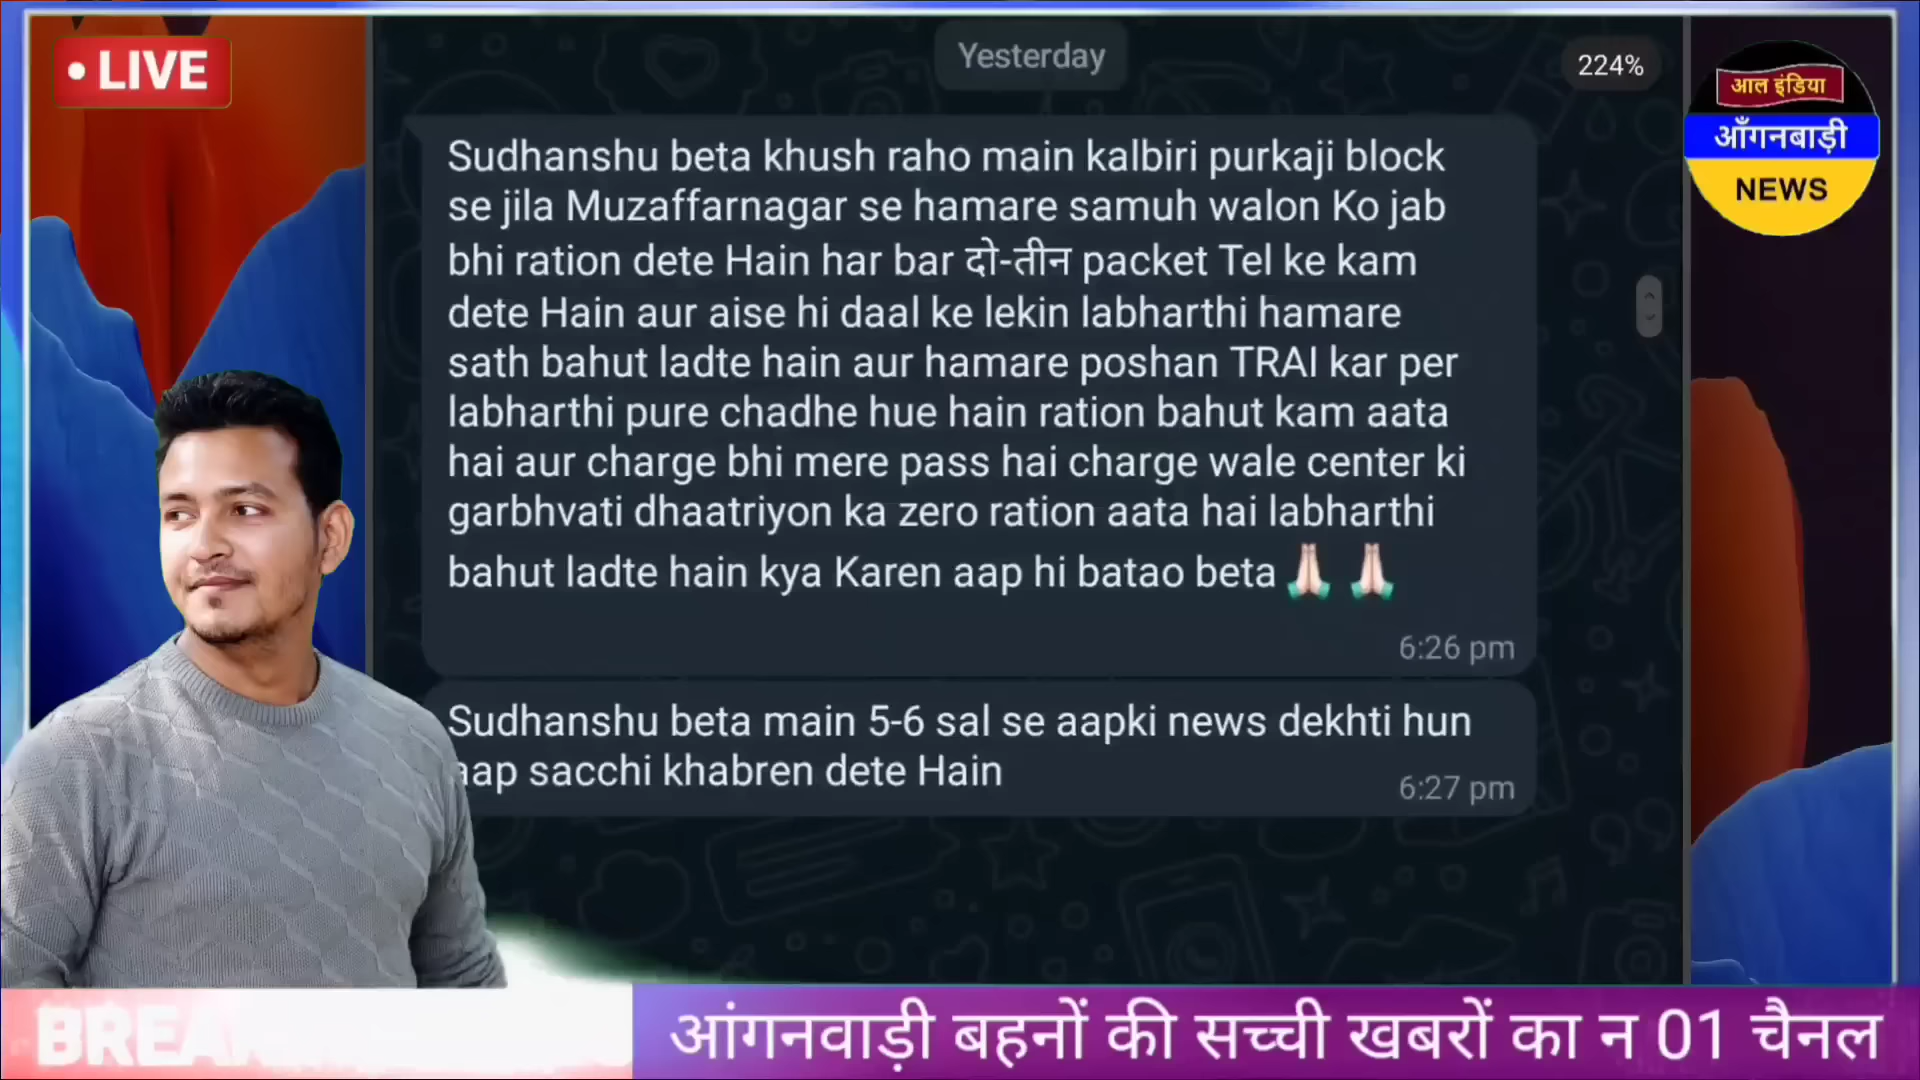 • LIVE
Yesterday
224%
आल इंडिया
आँगनबाड़ी
NEWS
Sudhanshu beta khush raho main kalbiri purkaji block
se jila Muzaffarnagar se hamare samuh walon Ko jab
bhi ration dete Hain har bar दो-तीन packet Tel ke kam
dete Hain aur aise hi daal ke lekin labharthi hamare
sath bahut ladte hain aur hamare poshan TRAI kar per
labharthi pure chadhe hue hain ration bahut kam aata
hai aur charge bhi mere pass hai charge wale center ki
garbhvati dhaatriyon ka zero ration aata hai labharthi
bahut ladte hain kya Karen aap hi batao beta 🙏🏻 🙏🏻
6:26 pm
Sudhanshu beta main 5-6 sal se aapki news dekhti hun
aap sacchi khabren dete Hain
6:27 pm
आंगनवाड़ी बहनों की सच्ची खबरों का न 01 चैनल